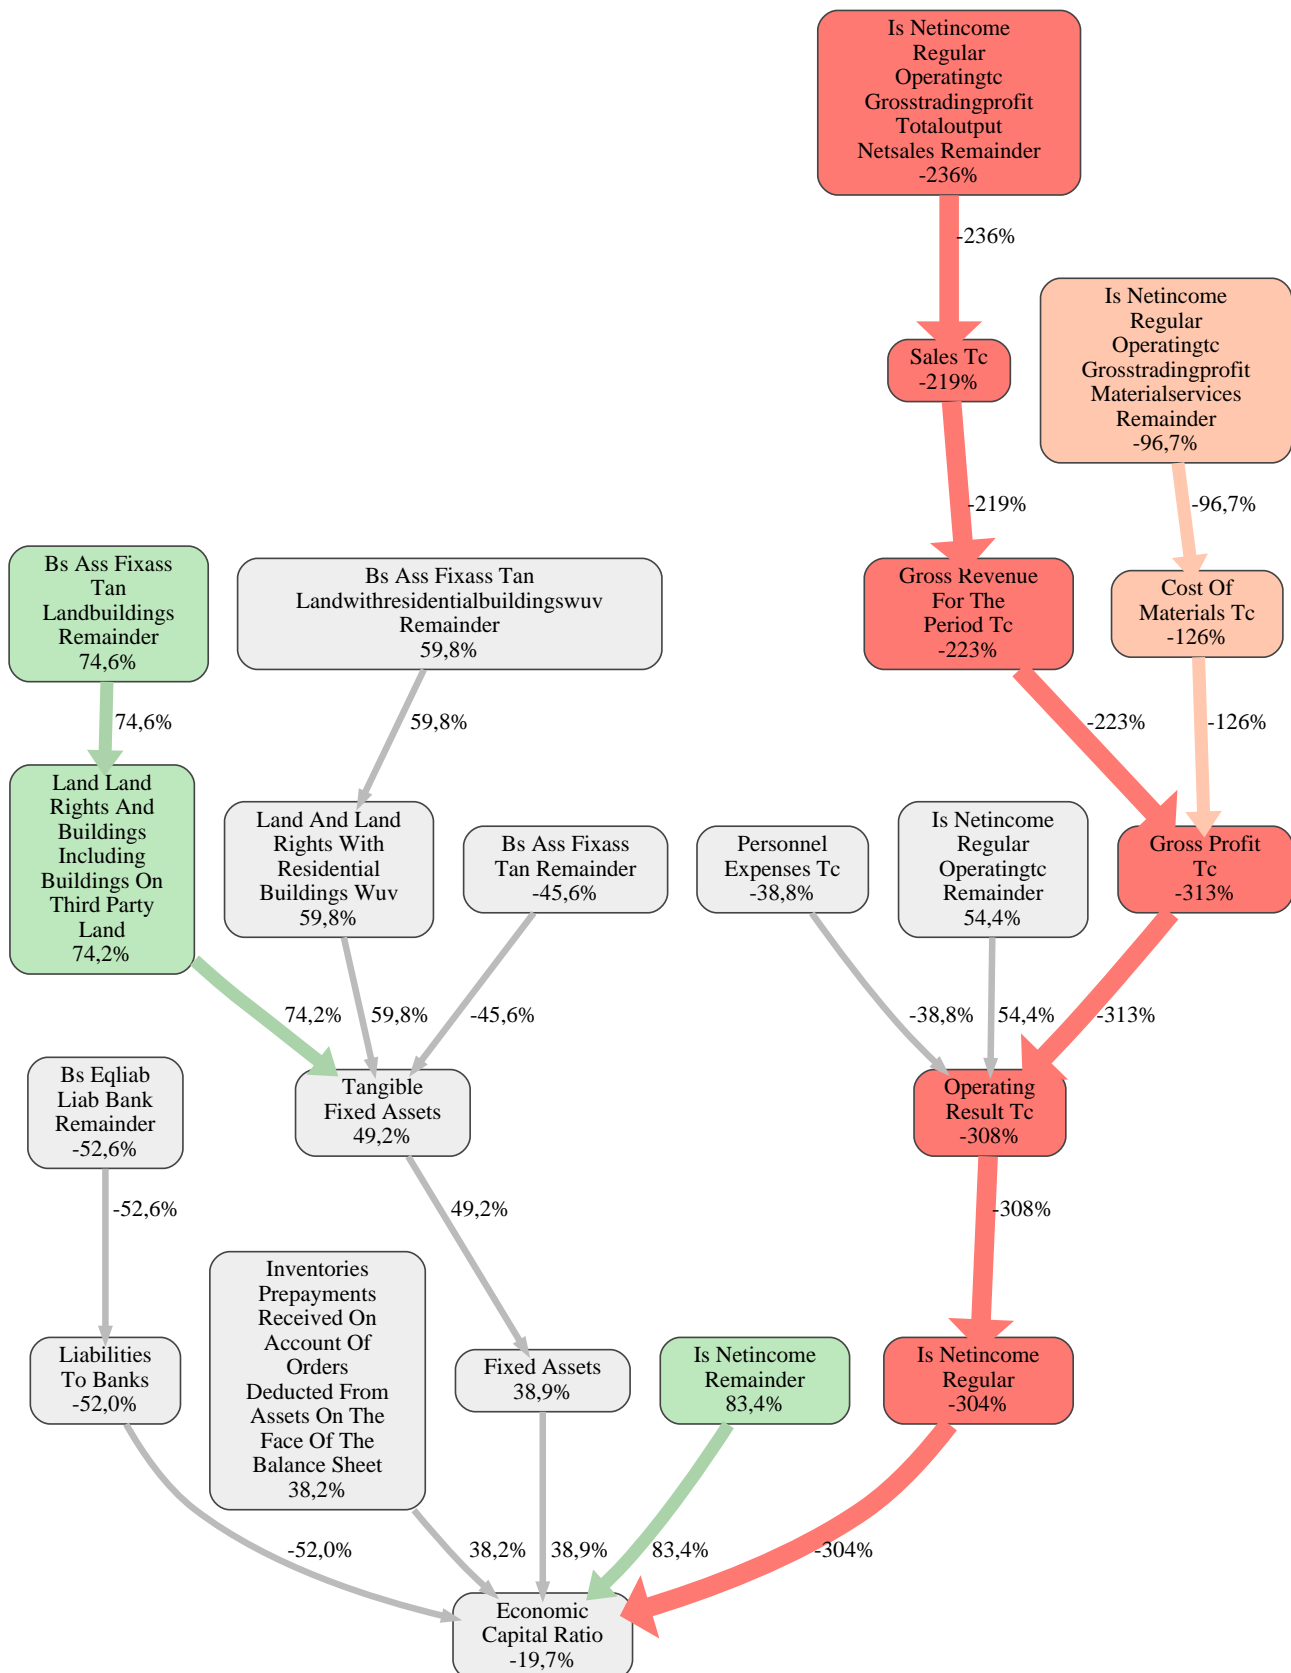 Is Netincome
Regular
Operatingtc
Grosstradingprofit
Totaloutput
Netsales Remainder
-236%
-236%
Is Netincome
Regular
Operatingtc
Grosstradingprofit
Materialservices
Remainder
-96,7%
Sales Tc
-219%
-219%
-96,7%
Bs Ass Fixass
Tan
Landbuildings
Remainder
74,6%
Bs Ass Fixass Tan
Landwithresidentialbuildingswuv
Remainder
59,8%
Gross Revenue
For The
Period Tc
-223%
Cost Of
Materials Tc
-126%
74,6%
59,8%
-223%
-126%
Land Land
Rights And
Buildings
Including
Buildings On
Third Party
Land
74,2%
Land And Land
Rights With
Residential
Buildings Wuv
59,8%
Bs Ass Fixass
Tan Remainder
-45,6%
Personnel
Expenses Tc
-38,8%
Is Netincome
Regular
Operatingtc
Remainder
54,4%
Gross Profit
Tc
-313%
74,2%
59,8%
-45,6%
-38,8%
54,4%
-313%
Bs Eqliab
Liab Bank
Remainder
-52,6%
Tangible
Fixed Assets
49,2%
Operating
Result Tc
-308%
-52,6%
49,2%
-308%
Inventories
Prepayments
Received On
Account Of
Orders
Deducted From
Assets On The
Face Of The
Balance Sheet
38,2%
Liabilities
To Banks
-52,0%
Fixed Assets
38,9%
Is Netincome
Remainder
83,4%
Is Netincome
Regular
-304%
-52,0%
38,2%
38,9%
83,4%
-304%
Economic
Capital Ratio
-19,7%